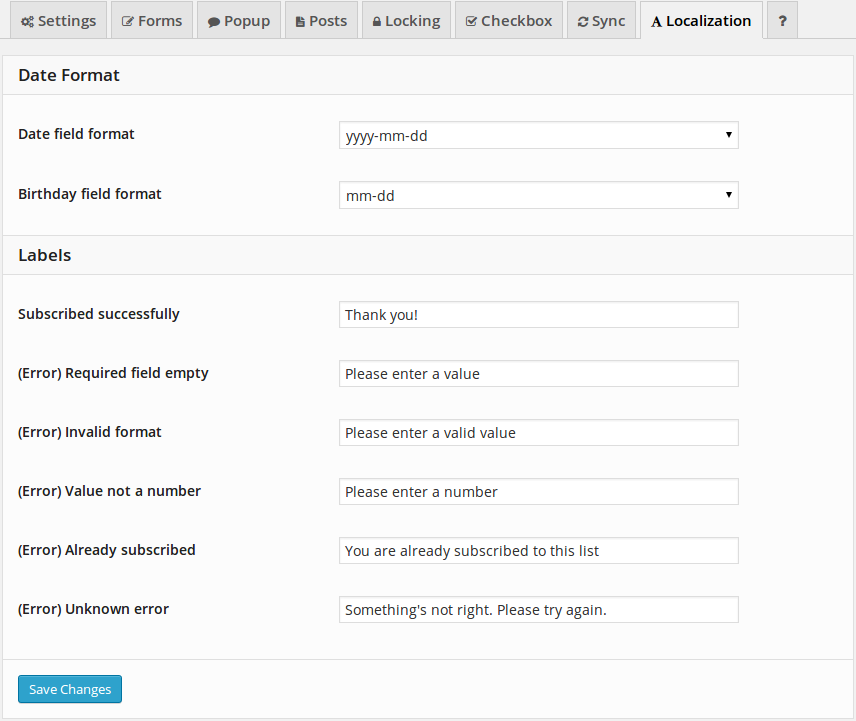 Settings Forms Popup Posts Locking Checkbox Sync Localization ?
Date Format
Date field format yyyy-mm-dd
Birthday field format mm-dd
Labels
Subscribed successfully Thank you!
(Error) Required field empty Please enter a value
(Error) Invalid format Please enter a valid value
(Error) Value not a number Please enter a number
(Error) Already subscribed You are already subscribed to this list
(Error) Unknown error Something's not right. Please try again.
Save Changes